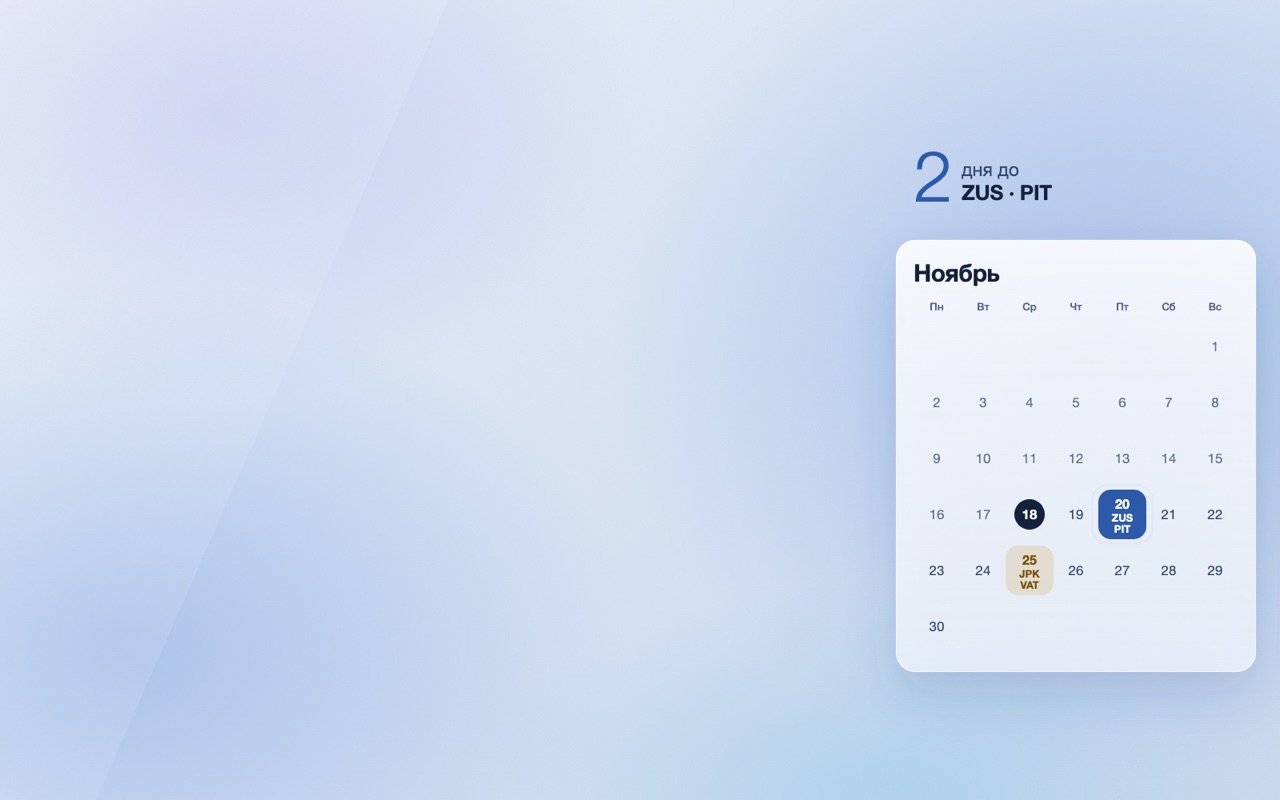 2
дня до
ZUS · PIT
Ноябрь
Пн Вт Ср Чт Пт Сб Вс
1
2 3 4 5 6 7 8
9 10 11 12 13 14 15
16 17 18 19 20 ZUS PIT 21 22
23 24 25 JPK VAT 26 27 28 29
30